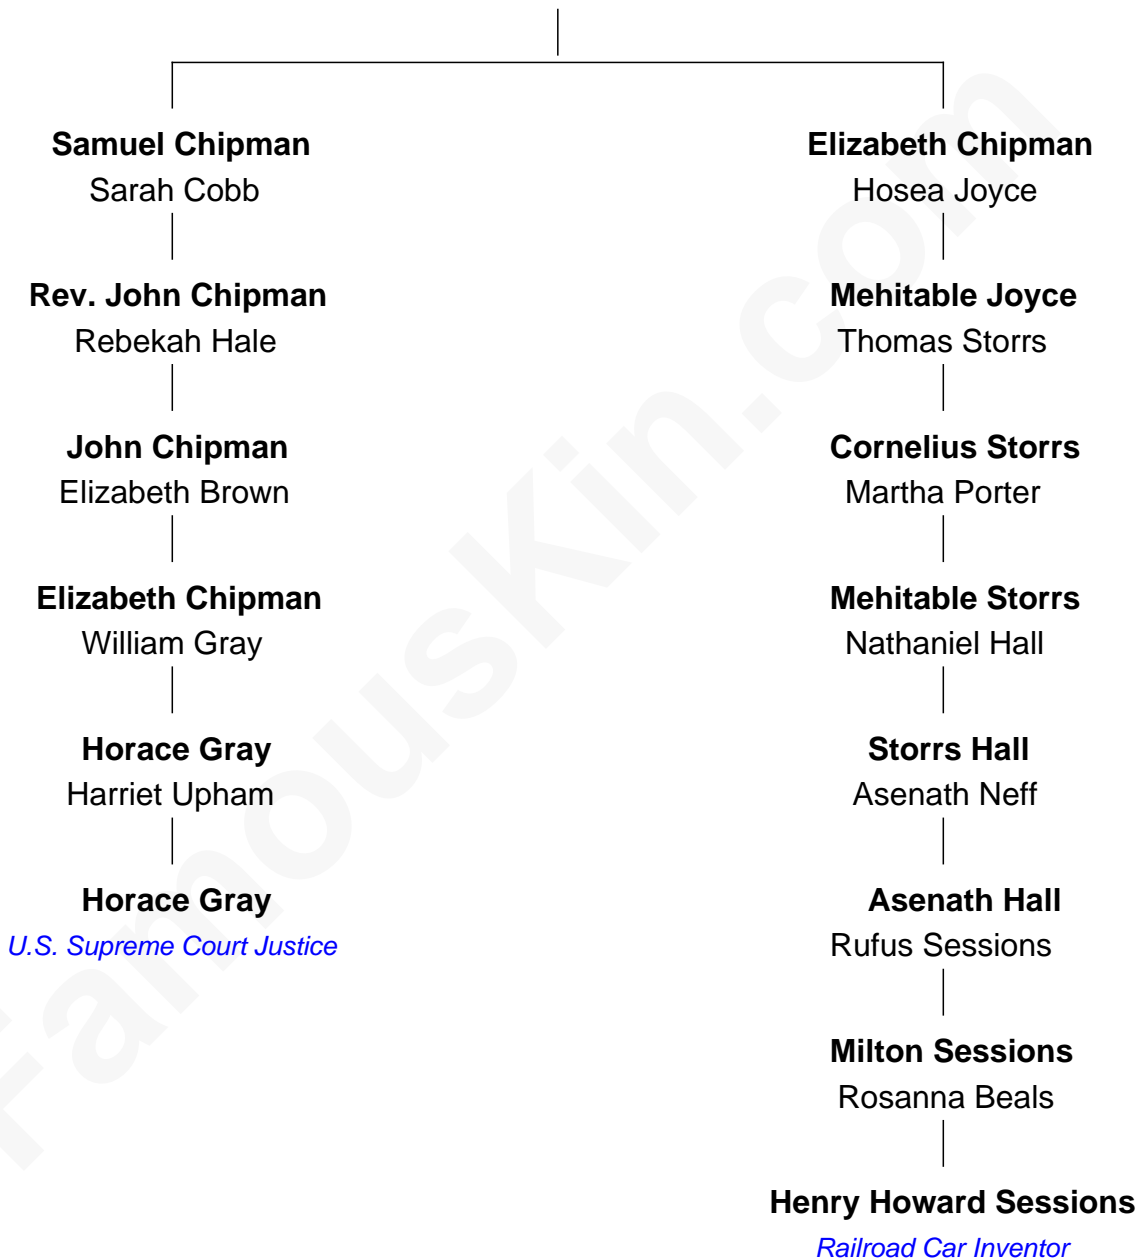 Samuel Chipman
Sarah Cobb
Rev. John Chipman
Rebekah Hale
John Chipman
Elizabeth Brown
Elizabeth Chipman
William Gray
Horace Gray
Harriet Upham
Horace Gray
U.S. Supreme Court Justice
Elizabeth Chipman
Hosea Joyce
Mehitable Joyce
Thomas Storrs
Cornelius Storrs
Martha Porter
Mehitable Storrs
Nathaniel Hall
Storrs Hall
Asenath Neff
Asenath Hall
Rufus Sessions
Milton Sessions
Rosanna Beals
Henry Howard Sessions
Railroad Car Inventor
FamousKin.com